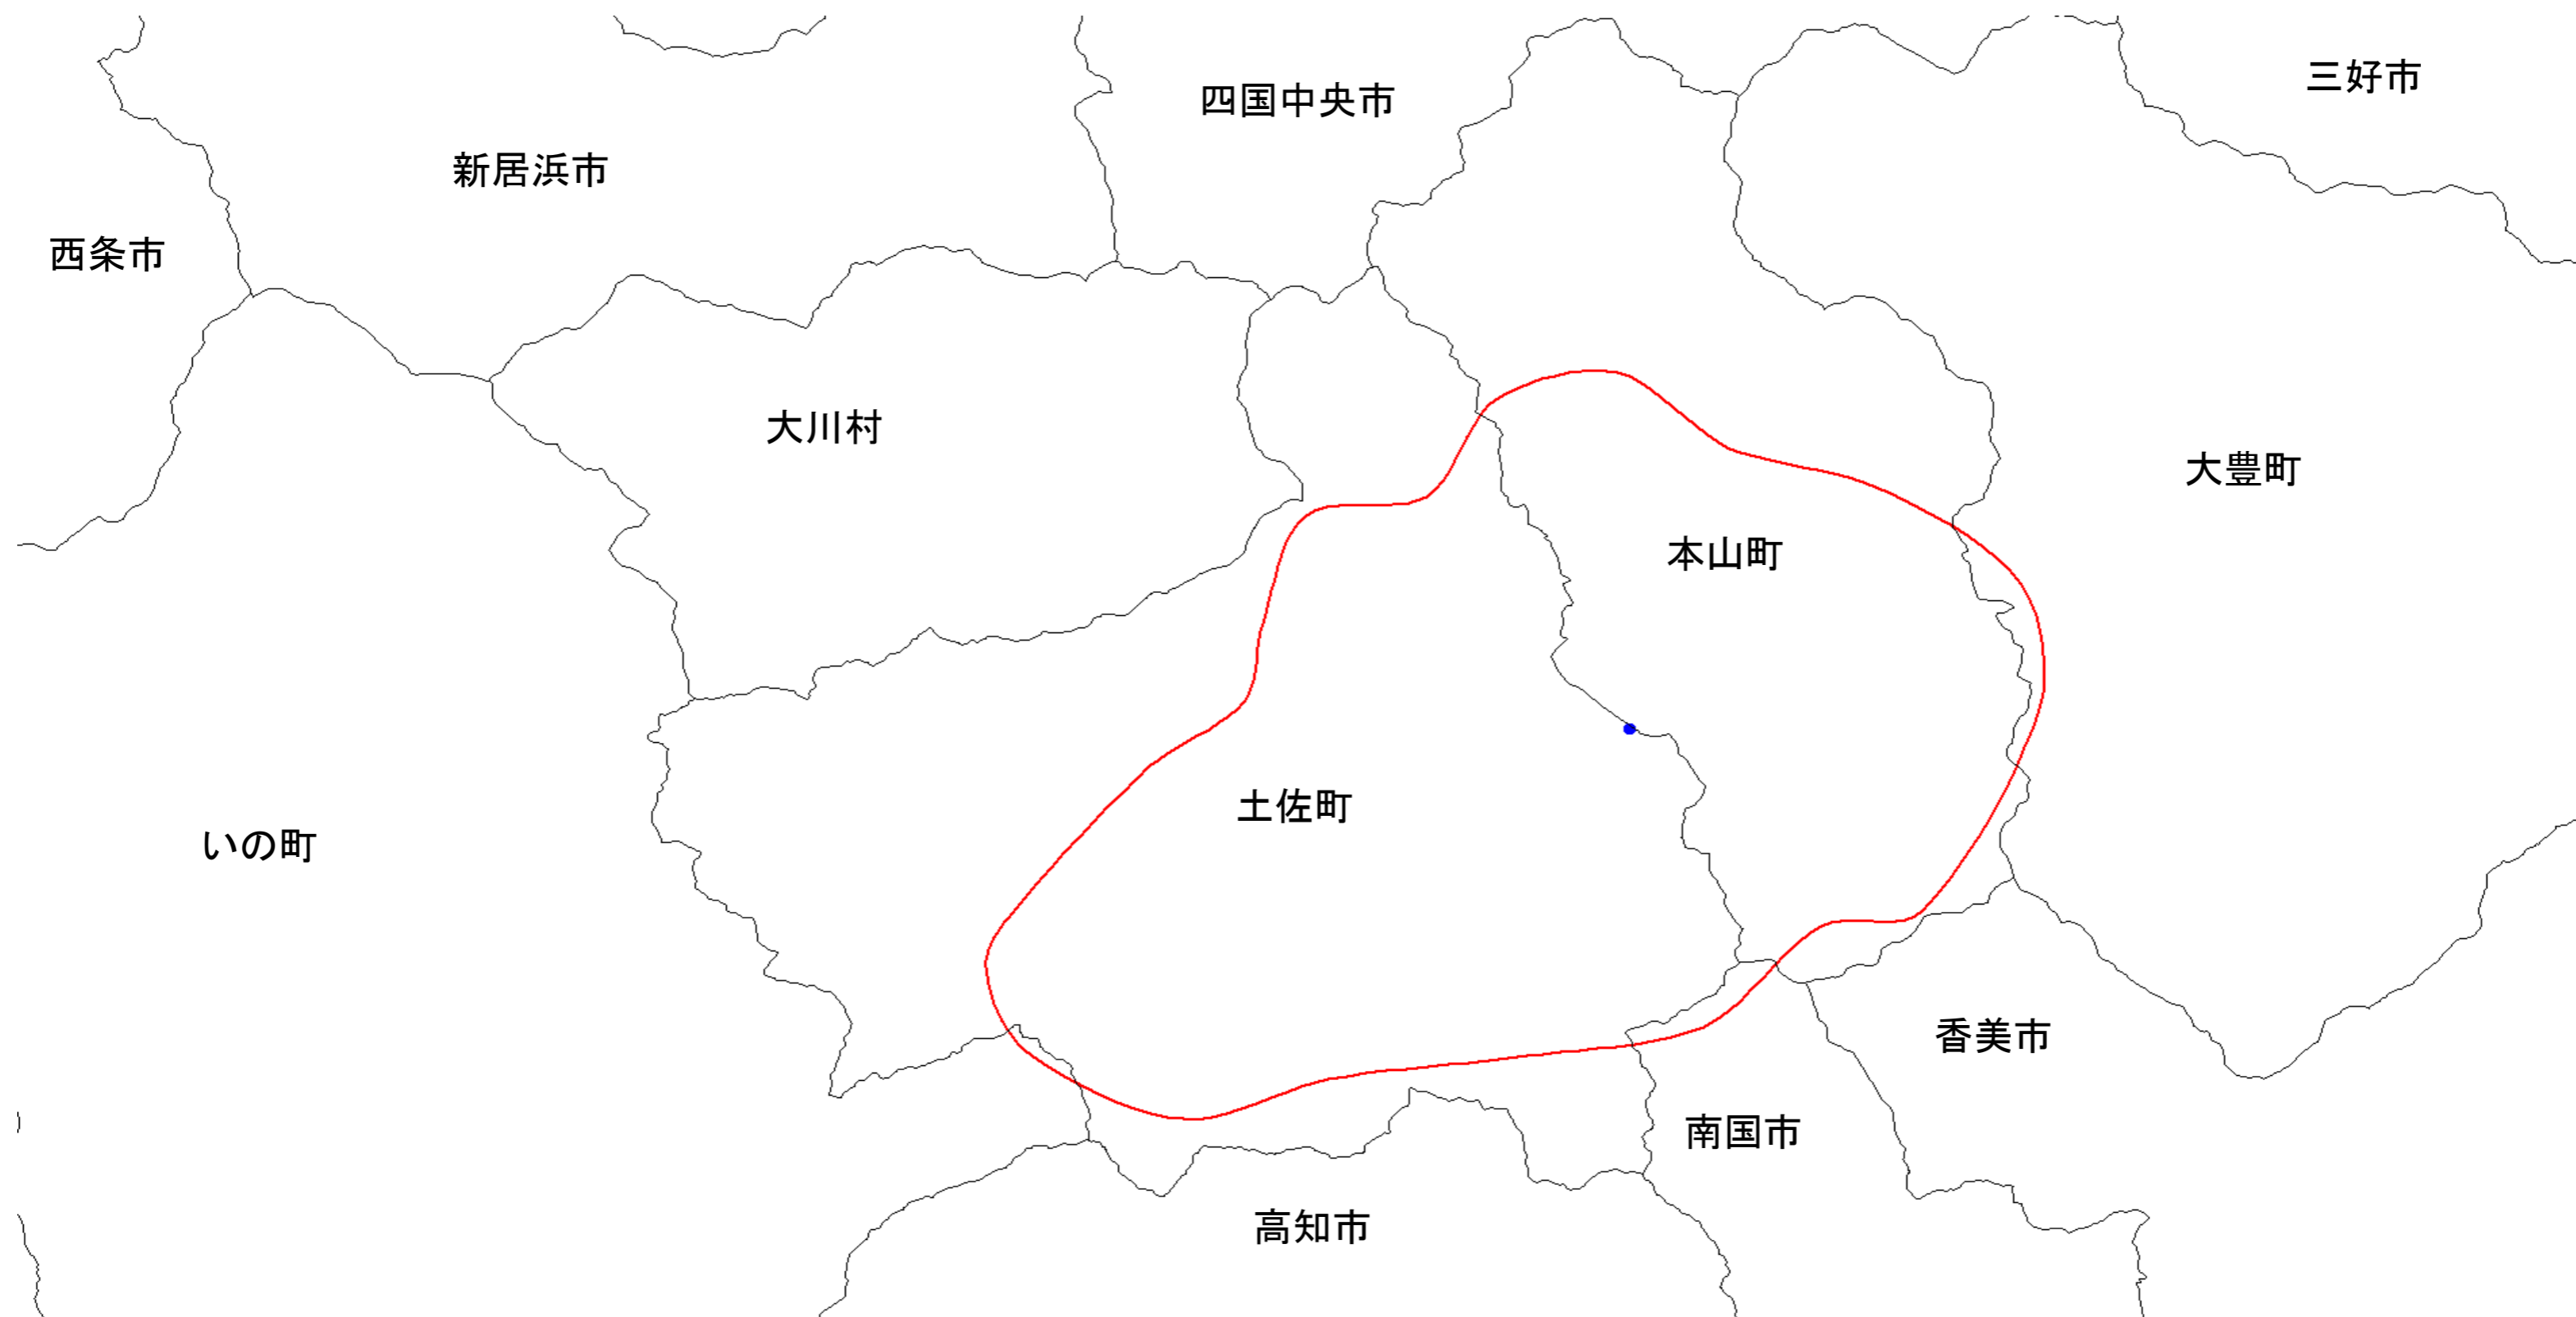 三好市
四国中央市
新居浜市
西条市
大川村
大豊町
本山町
土佐町
いの町
香美市
南国市
高知市